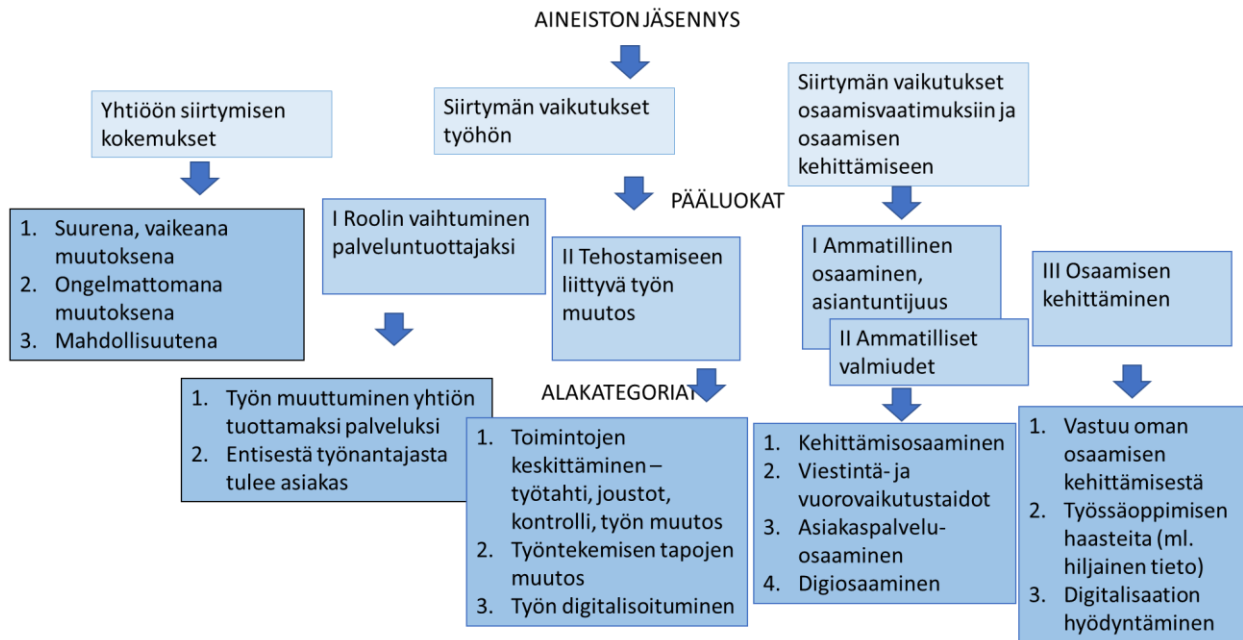 AINEISTON JÄSENNYS
Yhtiöön siirtymisen
kokemukset
Siirtymän vaikutukset
työhön
Siirtymän vaikutukset
osaamisvaatimuksiin ja
osaamisen
kehittämiseen
PÄÄLUOKAT
1. Suurena, vaikeana
muutoksena
2. Ongelmattomana
muutoksena
3. Mahdollisuutena
I Roolin vaihtuminen
palveluntuottajaksi
II Tehostamiseen
liittyvä työn
muutos
I Ammatillinen
osaaminen,
asiantuntijuus
II Ammatilliset
valmiudet
III Osaamisen
kehittäminen
ALAKATEGORIAT
1. Työn muuttuminen yhtiön
tuottamaksi palveluksi
2. Entisestä työnantajasta
tulee asiakas
1. Toimintojen
keskittäminen –
työtahti, joustot,
kontrolli, työn muutos
2. Työntekemisen tapojen
muutos
3. Työn digitalisoituminen
1. Kehittämisosaaminen
2. Viestintä- ja
vuorovaikutustaidot
3. Asiakaspalvelu-
osaaminen
4. Digiosaaminen
1. Vastuu oman
osaamisen
kehittämisestä
2. Työssäoppimisen
haasteita (ml.
hiljainen tieto)
3. Digitalisaation
hyödyntäminen